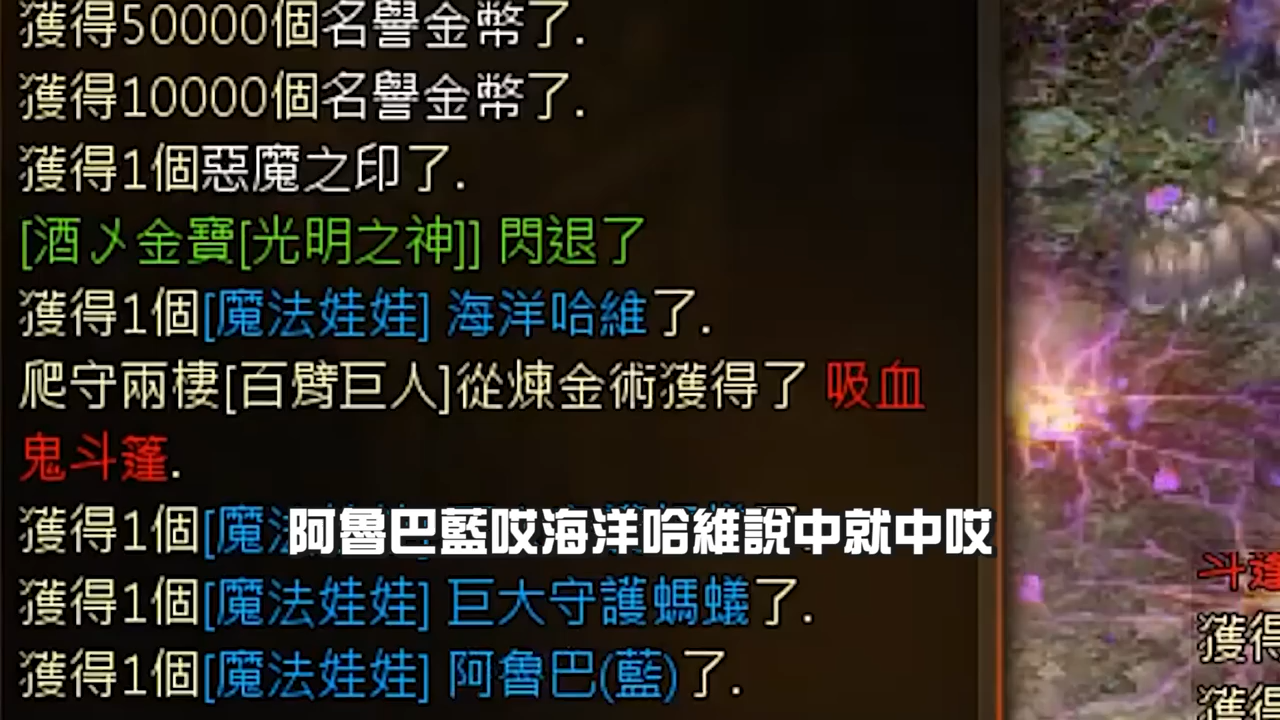 獲得50000個名譽金幣了.
獲得10000個名譽金幣了.
獲得1個惡魔之印了.
[酒乄金寶[光明之神]] 閃退了
獲得1個[魔法娃娃] 海洋哈維了.
爬守兩棲[百臂巨人]從煉金術獲得了 吸血
鬼斗篷.
獲得1個[魔
阿魯巴藍哎海洋哈維說中就中哎
獲得1個[魔法娃娃] 巨大守護螞蟻了.
獲得1個[魔法娃娃] 阿魯巴(藍)了.
斗篷
獲得
獲得